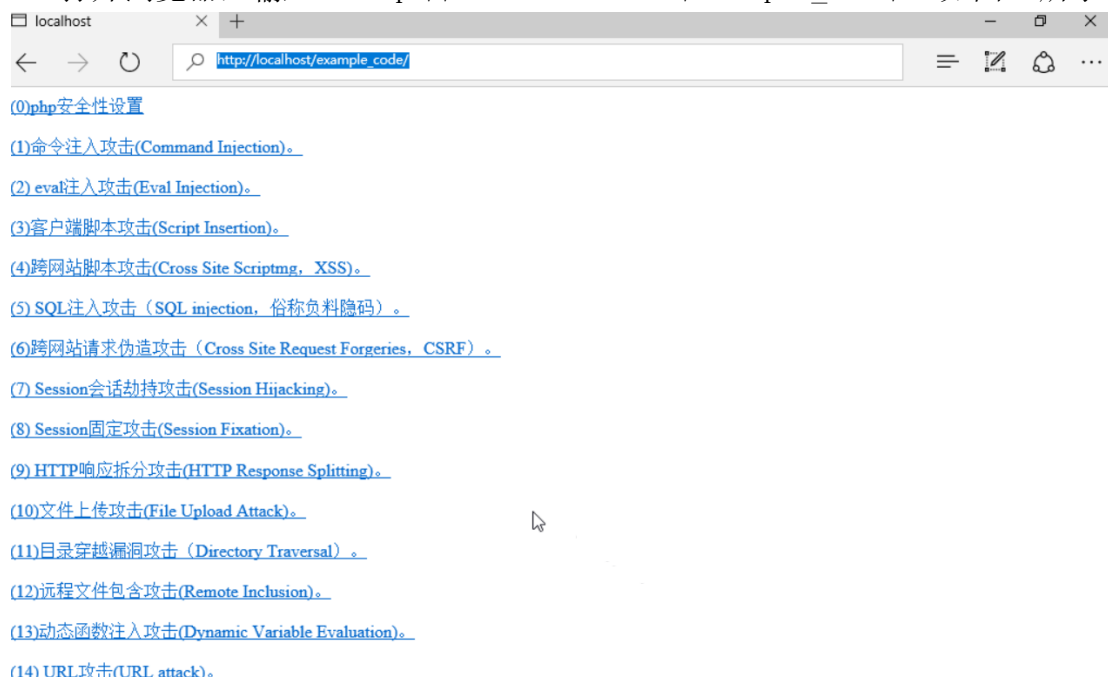 localhost
http://localhost/example_code/
(0)php安全性设置
(1)命令注入攻击(Command Injection)。
(2) eval注入攻击(Eval Injection)。
(3)客户端脚本攻击(Script Insertion)。
(4)跨网站脚本攻击(Cross Site Scriptmg，XSS)。
(5) SQL注入攻击（SQL injection，俗称负料隐码）。
(6)跨网站请求伪造攻击（Cross Site Request Forgeries，CSRF）。
(7) Session会话劫持攻击(Session Hijacking)。
(8) Session固定攻击(Session Fixation)。
(9) HTTP响应拆分攻击(HTTP Response Splitting)。
(10)文件上传攻击(File Upload Attack)。
(11)目录穿越漏洞攻击（Directory Traversal）。
(12)远程文件包含攻击(Remote Inclusion)。
(13)动态函数注入攻击(Dynamic Variable Evaluation)。
(14) URL攻击(URL attack)。